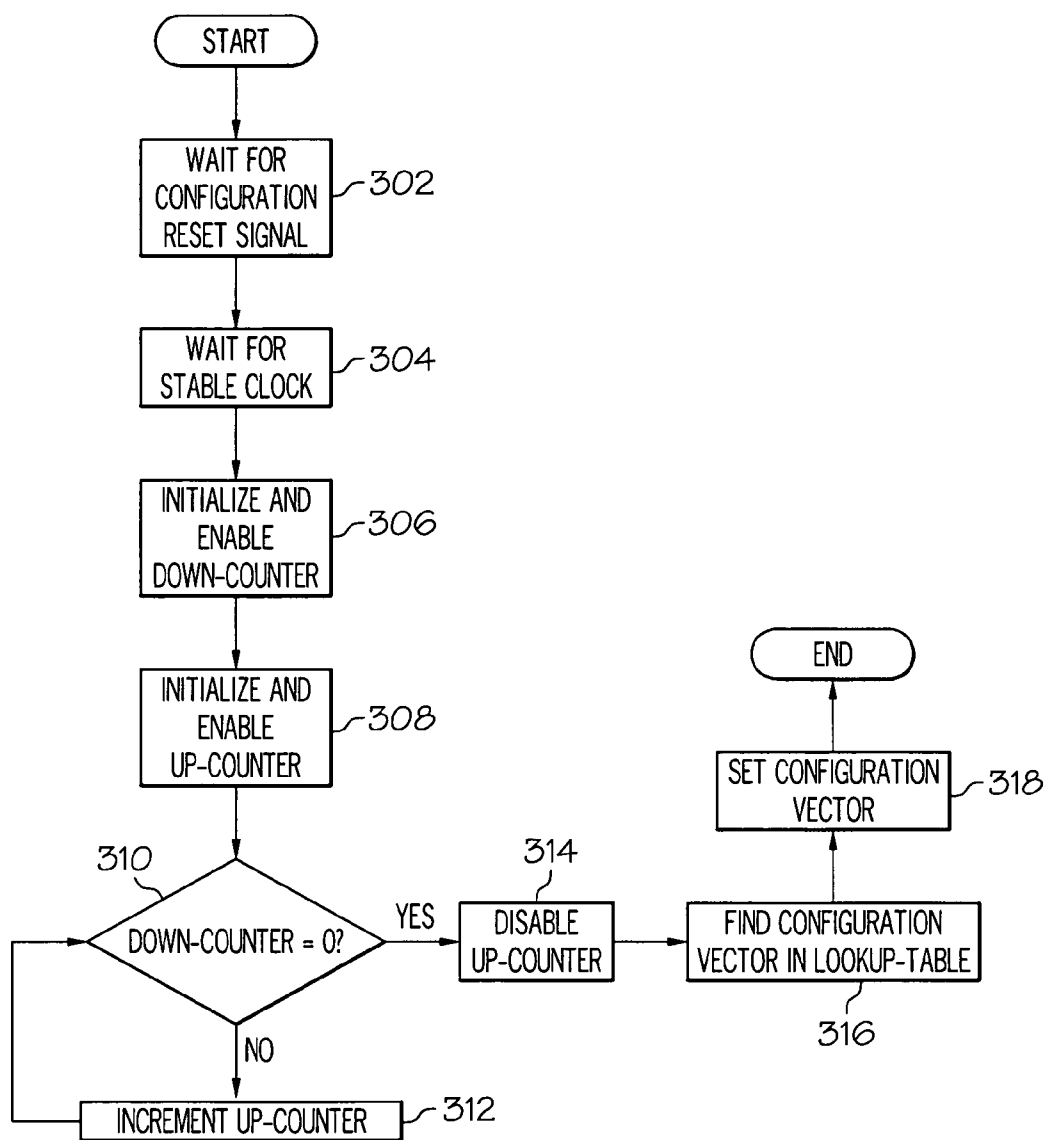 START
WAIT FOR
CONFIGURATION
RESET SIGNAL
302
WAIT FOR
STABLE CLOCK
304
INITIALIZE AND
ENABLE
DOWN-COUNTER
306
INITIALIZE AND
ENABLE
UP-COUNTER
308
310
DOWN-COUNTER = 0?
NO
INCREMENT UP-COUNTER
312
YES
314
DISABLE
UP-COUNTER
FIND CONFIGURATION
VECTOR IN LOOKUP-TABLE
316
SET CONFIGURATION
VECTOR
318
END